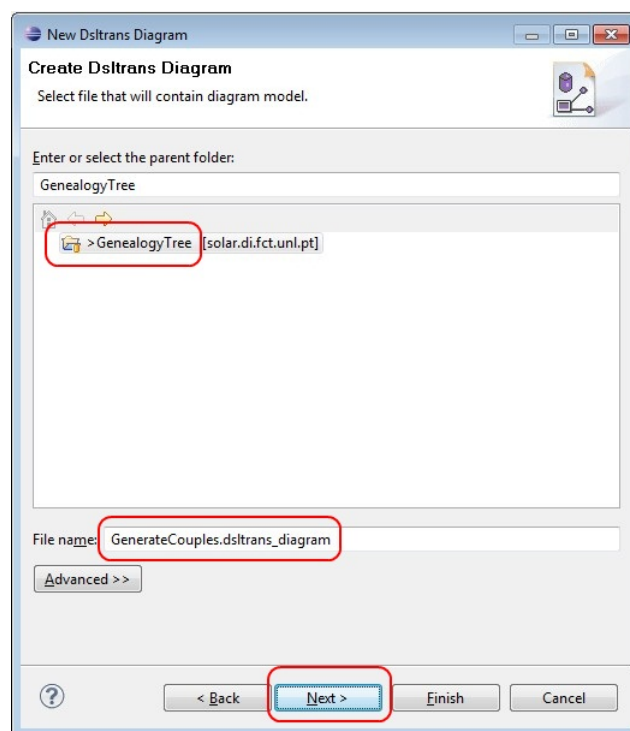 New Dsltrans Diagram
Create Dsltrans Diagram
Select file that will contain diagram model.
Enter or select the parent folder:
GenealogyTree
>GenealogyTree [solar.di.fct.unl.pt]
File name: GenerateCouples.dsltrans_diagram
Advanced >>
? < Back Next > Finish Cancel